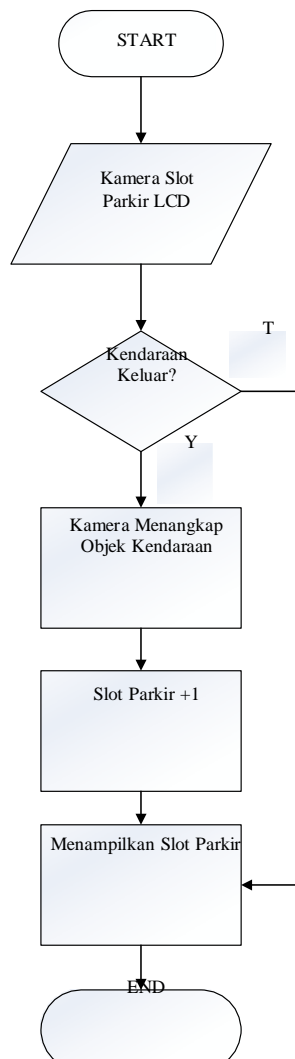 START
Kamera Slot
Parkir LCD
Kendaraan
Keluar?
T
Y
Kamera Menangkap
Objek Kendaraan
Slot Parkir +1
Menampilkan Slot Parkir
END